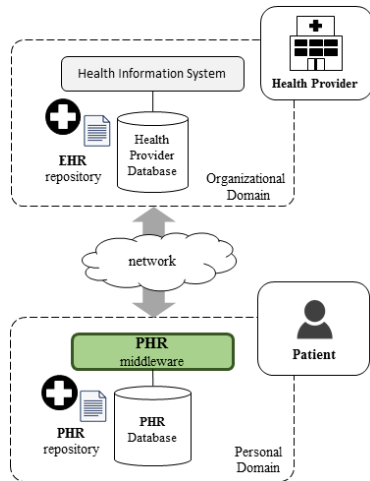 Health Provider
Health Information System
Health
Provider
Database
EHR
repository
Organizational
Domain
network
Patient
PHR
middleware
PHR
Database
PHR
repository
Personal
Domain